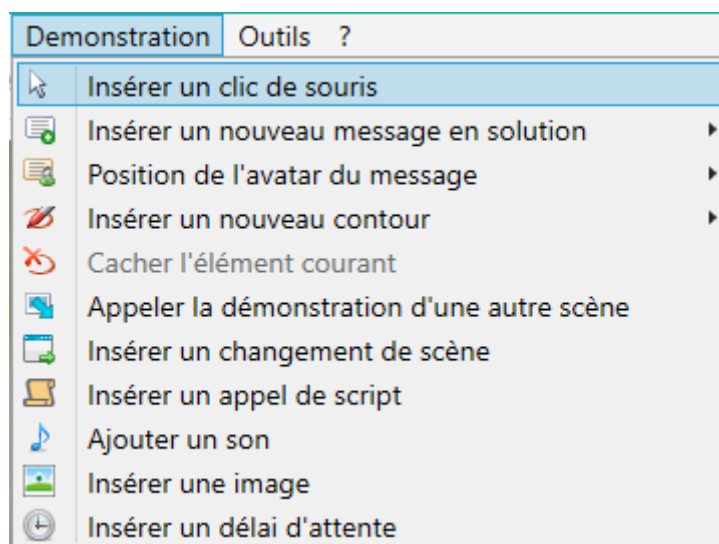 Demonstration Outils ?
Insérer un clic de souris
Insérer un nouveau message en solution
Position de l'avatar du message
Insérer un nouveau contour
Cacher l'élément courant
Appeler la démonstration d'une autre scène
Insérer un changement de scène
Insérer un appel de script
Ajouter un son
Insérer une image
Insérer un délai d'attente